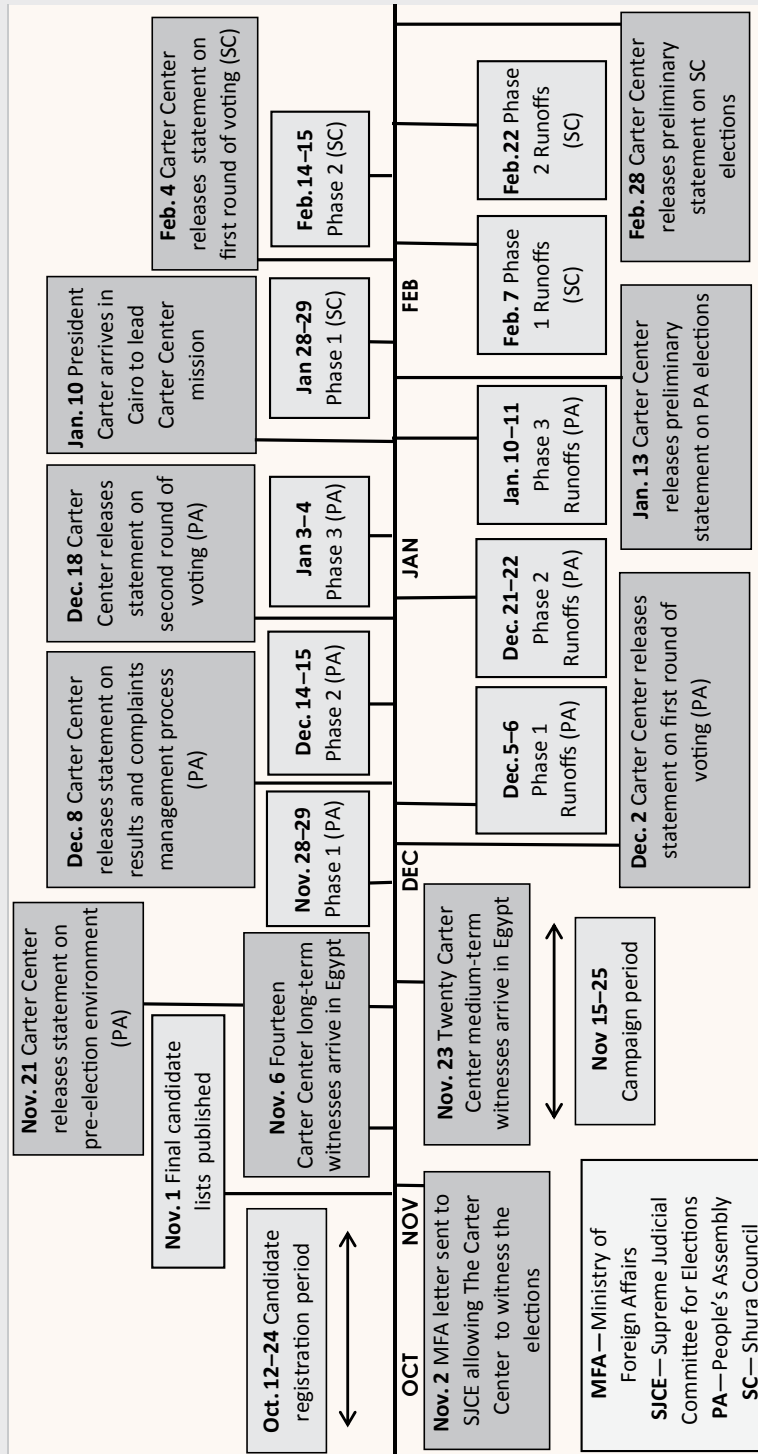 Oct. 12–24 Candidate
registration period
Nov. 1 Final candidate
lists published
Nov. 21 Carter Center
releases statement on
pre-election environment
(PA)
Nov. 6 Fourteen
Carter Center long-term
witnesses arrive in Egypt
Nov. 28–29
Phase 1 (PA)
Dec. 8 Carter Center
releases statement on
results and complaints
management process
(PA)
Dec. 14–15
Phase 2 (PA)
Dec. 18 Carter
Center releases
statement on
second round of
voting (PA)
Jan 3–4
Phase 3 (PA)
Jan. 10 President
Carter arrives in
Cairo to lead
Carter Center
mission
Jan 28–29
Phase 1 (SC)
Feb. 4 Carter Center
releases statement on
first round of voting (SC)
Feb. 14–15
Phase 2 (SC)
OCT
NOV
DEC
JAN
FEB
Nov. 2 MFA letter sent to
SJCE allowing The Carter
Center to witness the
elections
Nov. 23 Twenty Carter
Center medium-term
witnesses arrive in Egypt
Nov 15–25
Campaign period
Dec. 2 Carter Center releases
statement on first round of
voting (PA)
Dec. 5–6
Phase 1
Runoffs (PA)
Dec. 21–22
Phase 2
Runoffs (PA)
Jan. 10–11
Phase 3
Runoffs (PA)
Jan. 13 Carter Center
releases preliminary
statement on PA elections
Feb. 7 Phase
1 Runoffs
(SC)
Feb.22 Phase
2 Runoffs
(SC)
Feb. 28 Carter Center
releases preliminary
statement on SC
elections
MFA—Ministry of
Foreign Affairs
SJCE—Supreme Judicial
Committee for Elections
PA—People's Assembly
SC—Shura Council